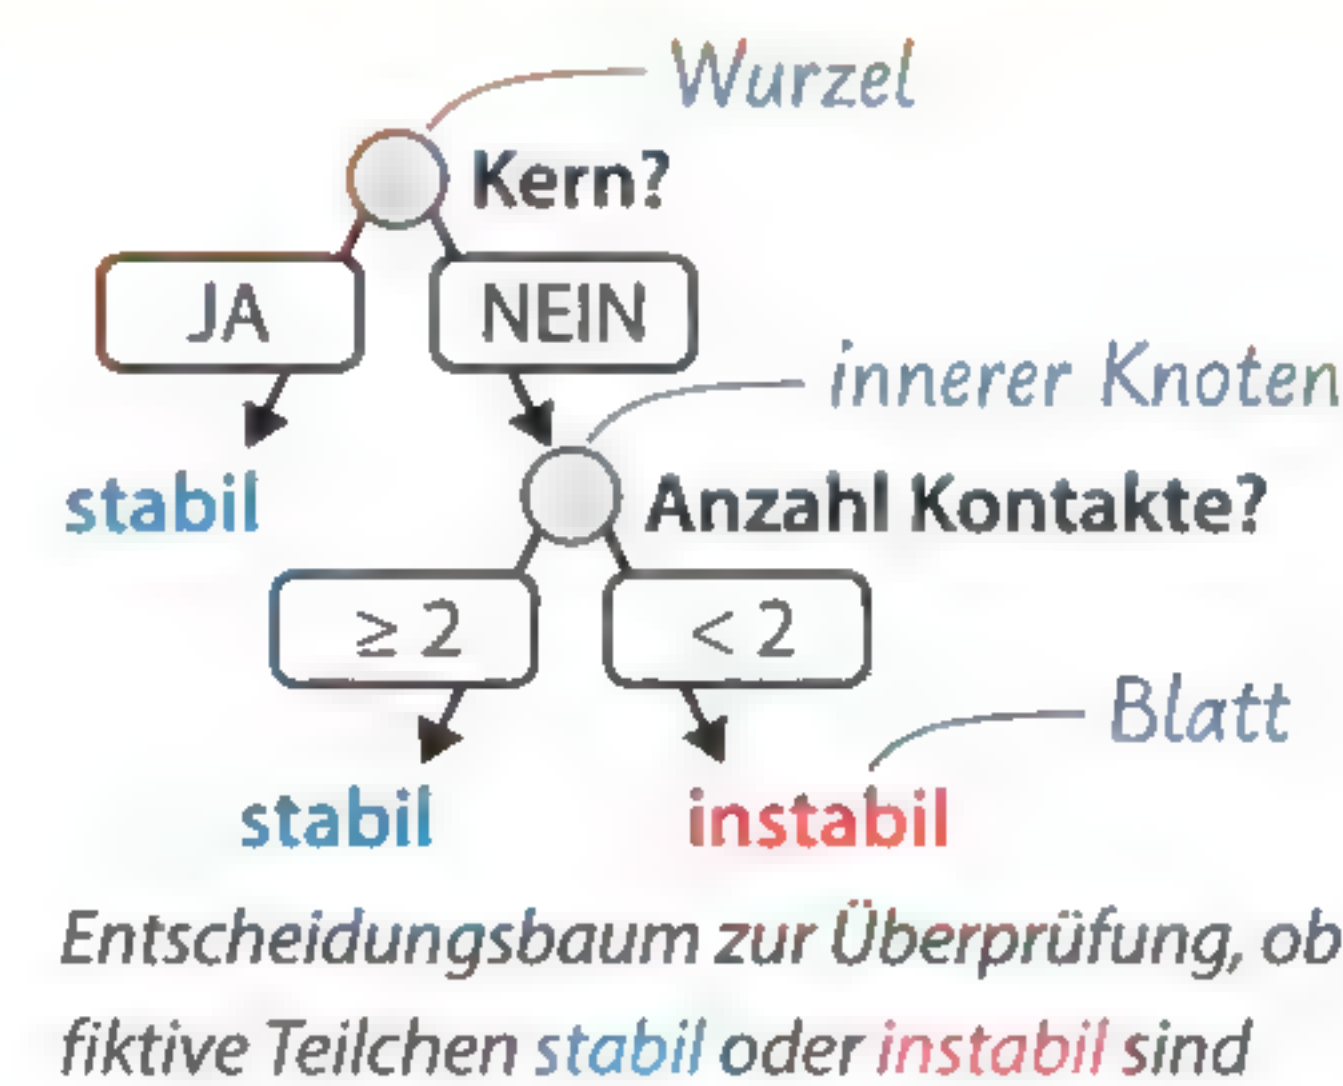 Wurzel
Kern?
JA NEIN
innerer Knoten
stabil
Anzahl Kontakte?
≥ 2 < 2
Blatt
stabil instabil
Entscheidungsbaum zur Überprüfung, ob
fiktive Teilchen stabil oder instabil sind